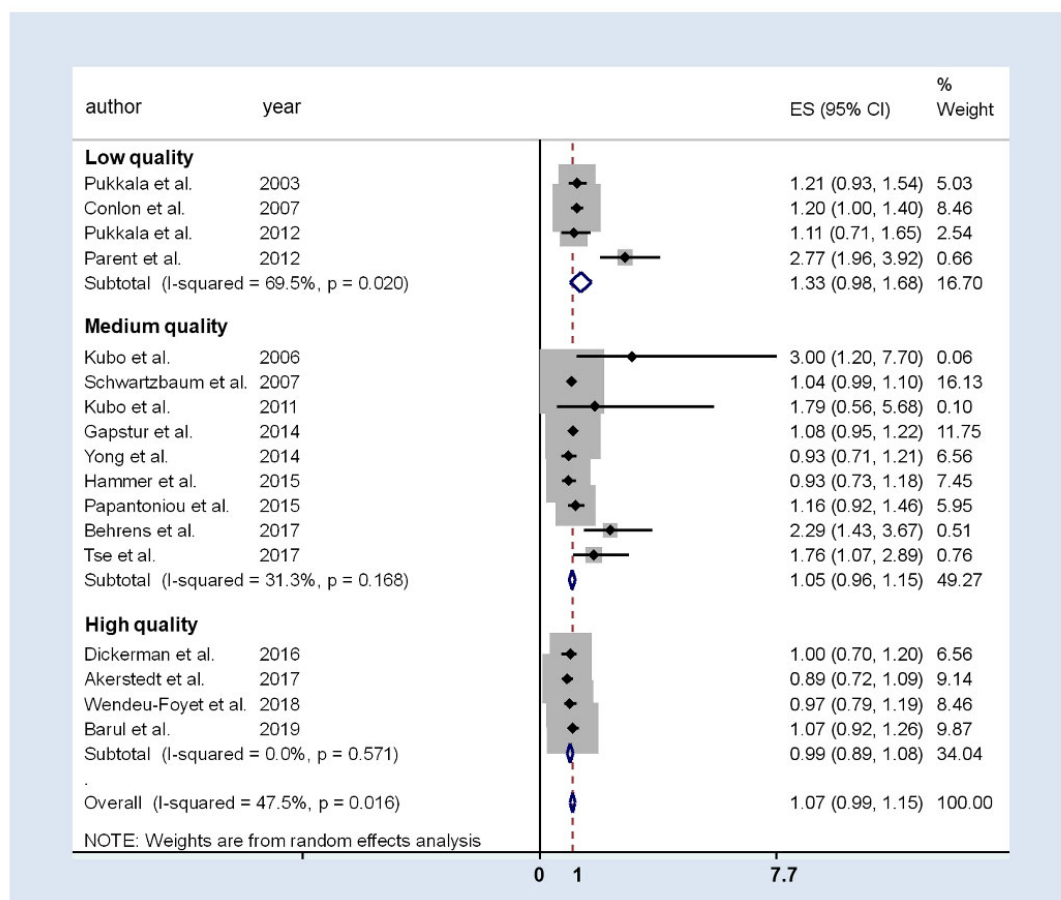 %
author year ES (95% CI) Weight
Low quality
Pukkala et al. 2003 1.21 (0.93, 1.54) 5.03
Conlon et al. 2007 1.20 (1.00, 1.40) 8.46
Pukkala et al. 2012 1.11 (0.71, 1.65) 2.54
Parent et al. 2012 2.77 (1.96, 3.92) 0.66
Subtotal (I-squared = 69.5%, p = 0.020) 1.33 (0.98, 1.68) 16.70
Medium quality
Kubo et al. 2006 3.00 (1.20, 7.70) 0.06
Schwartzbaum et al. 2007 1.04 (0.99, 1.10) 16.13
Kubo et al. 2011 1.79 (0.56, 5.68) 0.10
Gapstur et al. 2014 1.08 (0.95, 1.22) 11.75
Yong et al. 2014 0.93 (0.71, 1.21) 6.56
Hammer et al. 2015 0.93 (0.73, 1.18) 7.45
Papantoniou et al. 2015 1.16 (0.92, 1.46) 5.95
Behrens et al. 2017 2.29 (1.43, 3.67) 0.51
Tse et al. 2017 1.76 (1.07, 2.89) 0.76
Subtotal (I-squared = 31.3%, p = 0.168) 1.05 (0.96, 1.15) 49.27
High quality
Dickerman et al. 2016 1.00 (0.70, 1.20) 6.56
Akerstedt et al. 2017 0.89 (0.72, 1.09) 9.14
Wendeu-Foyet et al. 2018 0.97 (0.79, 1.19) 8.46
Barul et al. 2019 1.07 (0.92, 1.26) 9.87
Subtotal (I-squared = 0.0%, p = 0.571) 0.99 (0.89, 1.08) 34.04
.
Overall (I-squared = 47.5%, p = 0.016) 1.07 (0.99, 1.15) 100.00
NOTE: Weights are from random effects analysis
0 1 7.7